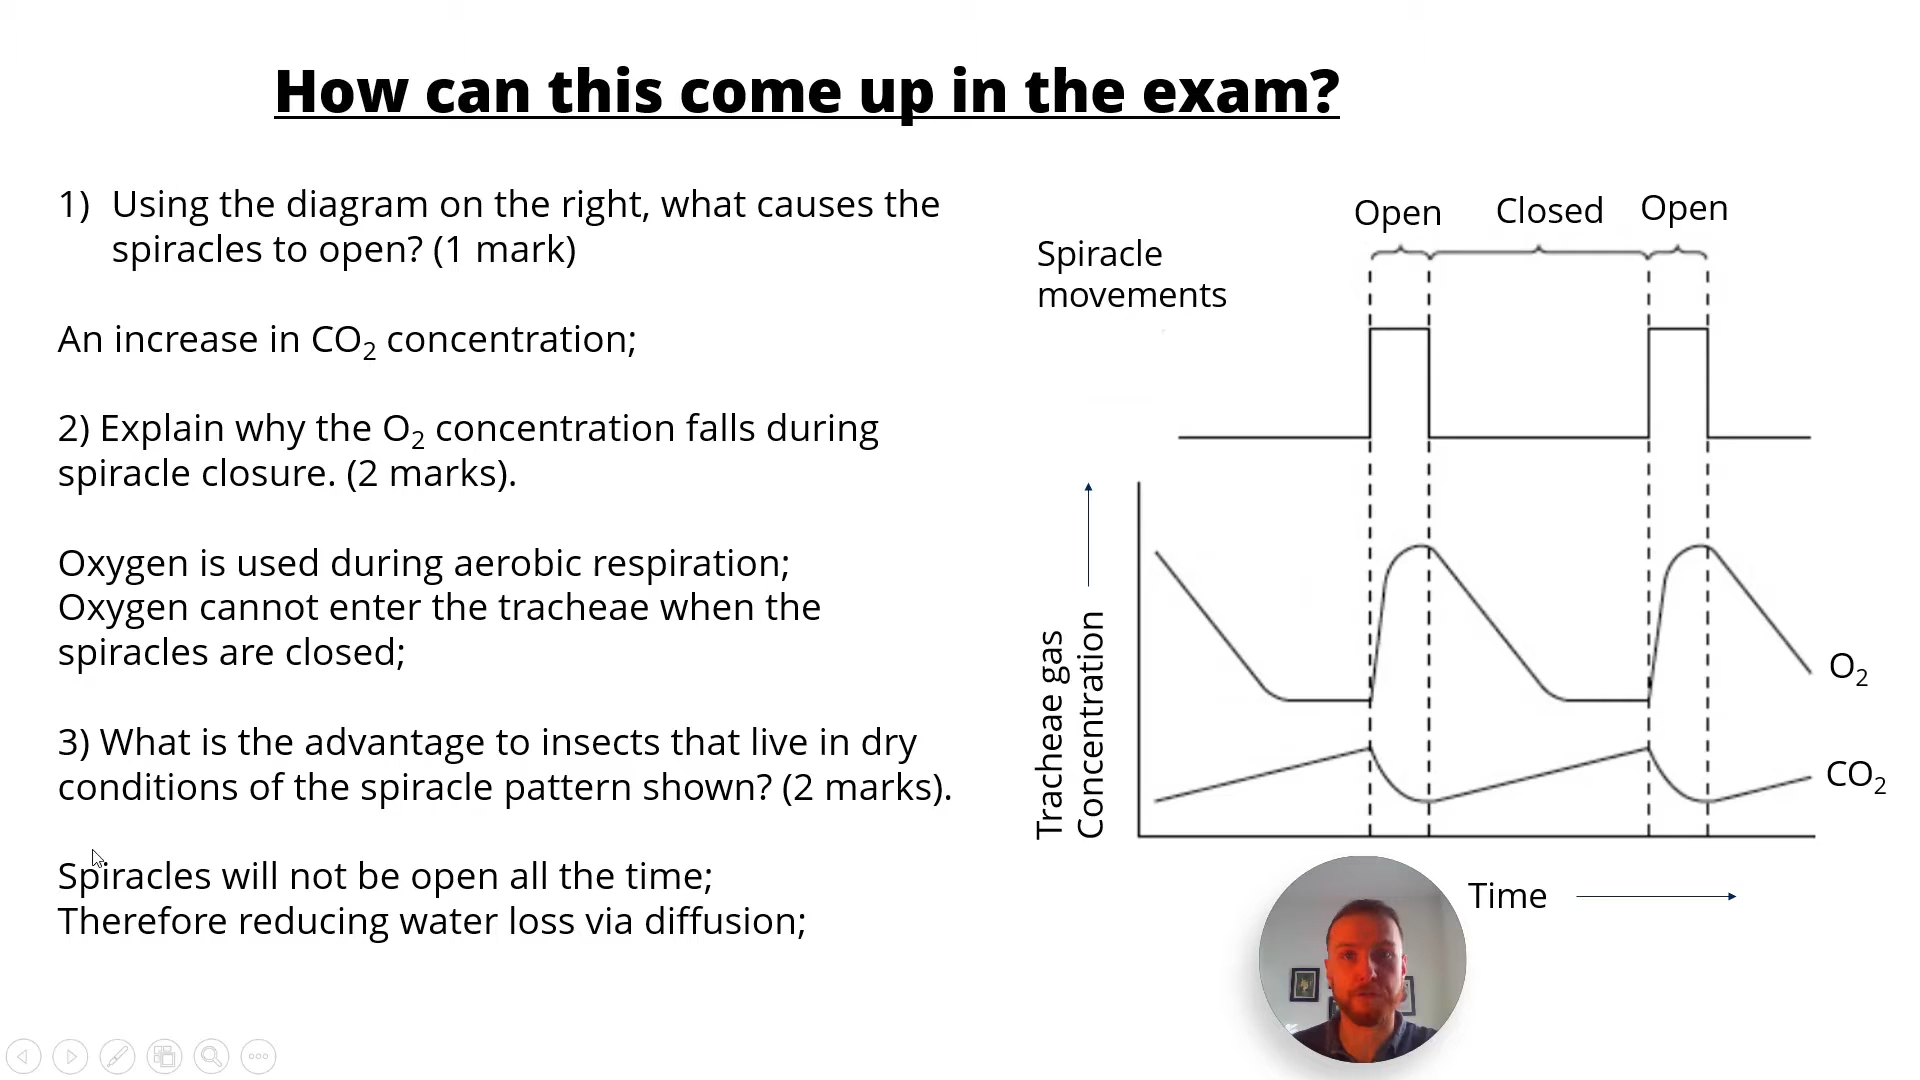 How can this come up in the exam?
1) Using the diagram on the right, what causes the
spiracles to open? (1 mark)
An increase in CO₂ concentration;
2) Explain why the O₂ concentration falls during
spiracle closure. (2 marks).
Oxygen is used during aerobic respiration;
Oxygen cannot enter the tracheae when the
spiracles are closed;
3) What is the advantage to insects that live in dry
conditions of the spiracle pattern shown? (2 marks).
Spiracles will not be open all the time;
Therefore reducing water loss via diffusion;
Open Closed Open
Spiracle
movements
Tracheae gas
Concentration
O₂
CO₂
Time